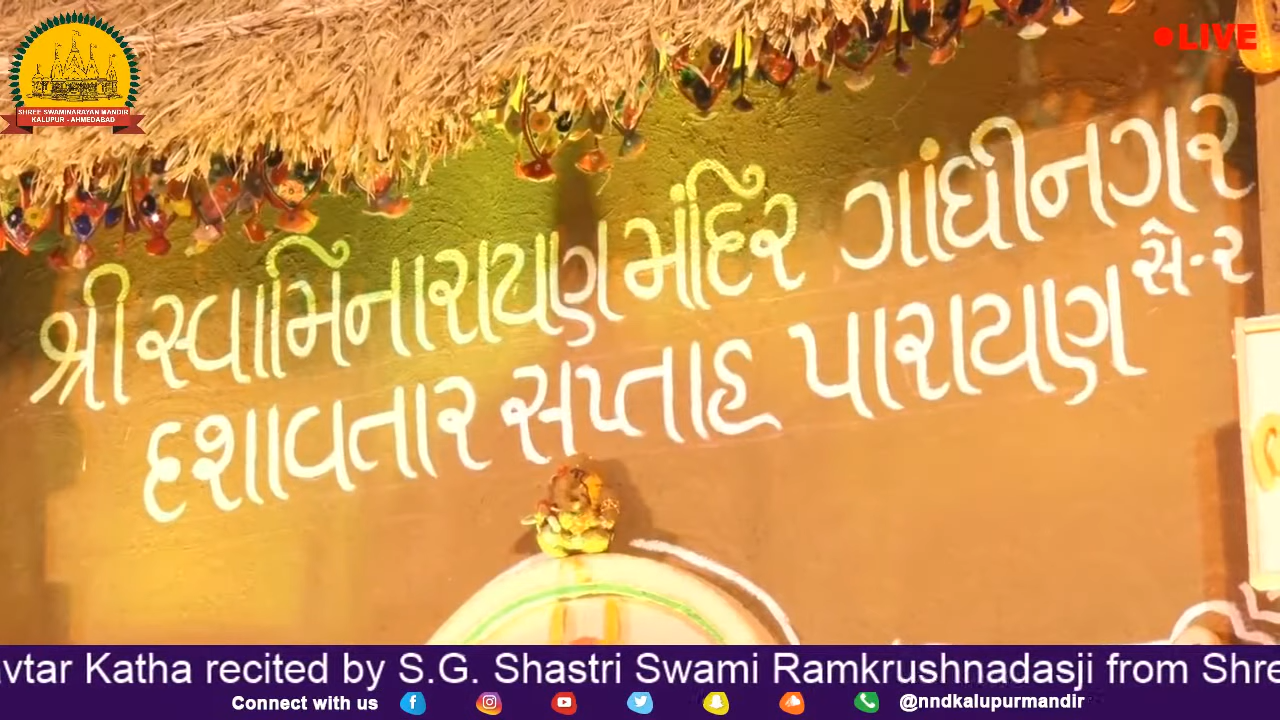 SHREE SWAMINARAYAN MANDIR
KALUPUR - AHMEDABAD
LIVE
શ્રી સ્વામિનારાયણ મંદિર ગાંધીનગર
સે-૨
દશાવતાર સપ્તાહ પારાયણ
avtar Katha recited by S.G. Shastri Swami Ramkrushnadasji from Shre
Connect with us @nndkalupurmandir